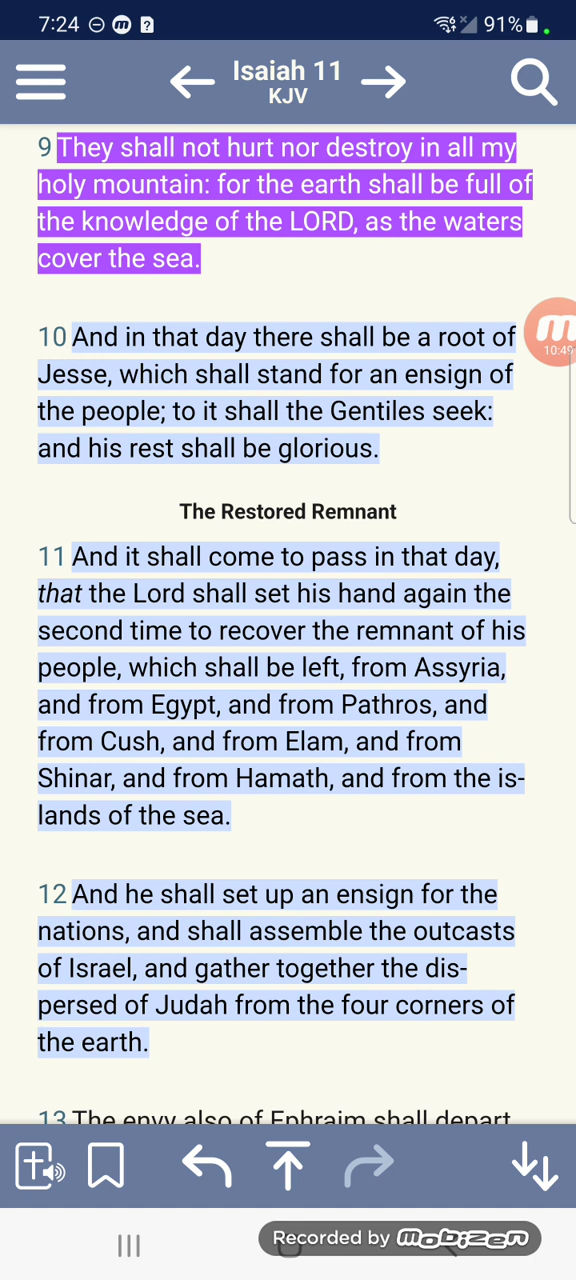 7:24 91%
Isaiah 11
KJV
9 They shall not hurt nor destroy in all my
holy mountain: for the earth shall be full of
the knowledge of the LORD, as the waters
cover the sea.
10 And in that day there shall be a root of
Jesse, which shall stand for an ensign of
the people; to it shall the Gentiles seek:
and his rest shall be glorious.
m
10:49
The Restored Remnant
11 And it shall come to pass in that day,
that the Lord shall set his hand again the
second time to recover the remnant of his
people, which shall be left, from Assyria,
and from Egypt, and from Pathros, and
from Cush, and from Elam, and from
Shinar, and from Hamath, and from the is-
lands of the sea.
12 And he shall set up an ensign for the
nations, and shall assemble the outcasts
of Israel, and gather together the dis-
persed of Judah from the four corners of
the earth.
13 The envy also of Ephraim shall depart
Recorded by mobizen